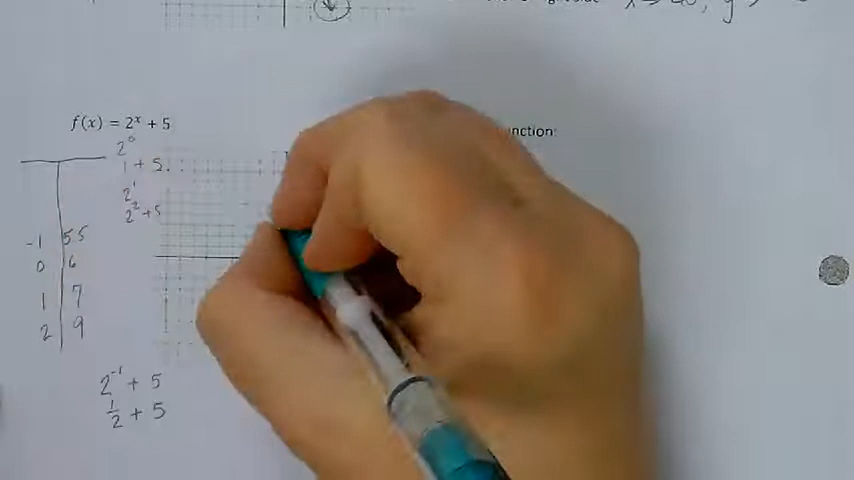 f(x) = 2ˣ + 5
nction:
2⁰
1 + 5
2¹
2² + 5
-1 5.5
0 6
1 7
2 9
2⁻¹ + 5
1/2 + 5